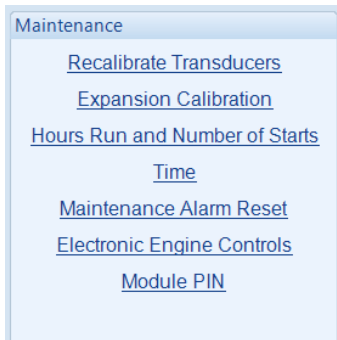 Maintenance
Recalibrate Transducers
Expansion Calibration
Hours Run and Number of Starts
Time
Maintenance Alarm Reset
Electronic Engine Controls
Module PIN